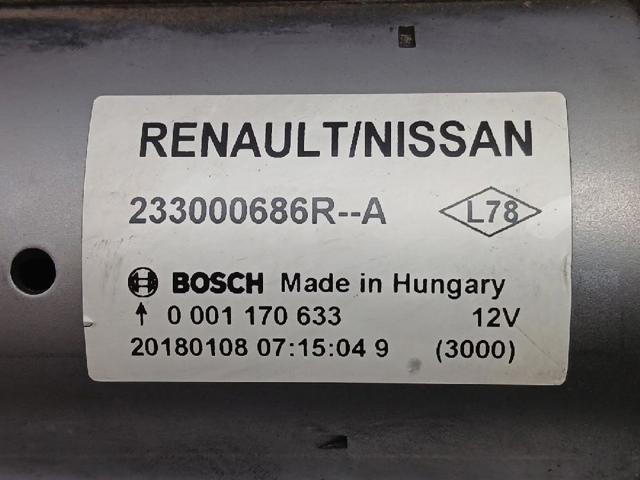 RENAULT/NISSAN
233000686R--A L78
BOSCH Made in Hungary
↑ 0 001 170 633 12V
20180108 07:15:04 9 (3000)